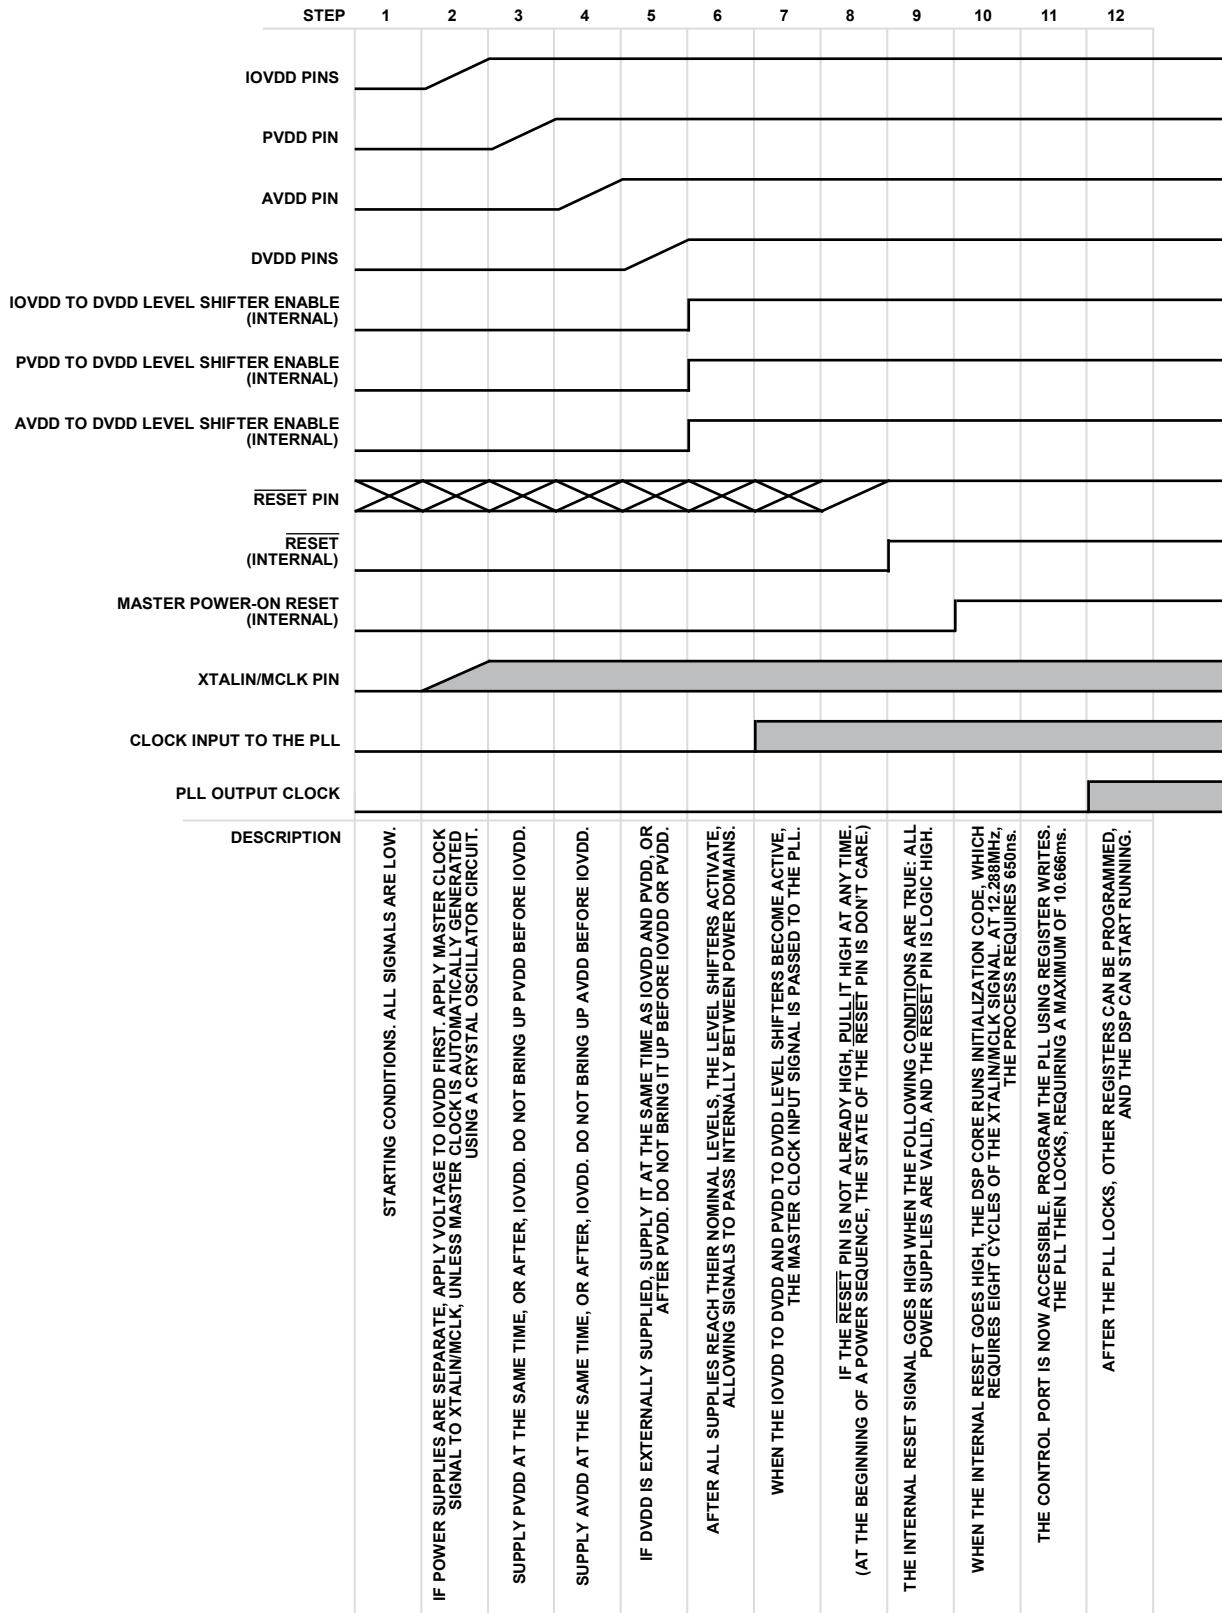 STEP 1 2 3 4 5 6 7 8 9 10 11 12
IOVDD PINS
PVDD PIN
AVDD PIN
DVDD PINS
IOVDD TO DVDD LEVEL SHIFTER ENABLE
(INTERNAL)
PVDD TO DVDD LEVEL SHIFTER ENABLE
(INTERNAL)
AVDD TO DVDD LEVEL SHIFTER ENABLE
(INTERNAL)
RESET PIN
RESET
(INTERNAL)
MASTER POWER-ON RESET
(INTERNAL)
XTALIN/MCLK PIN
CLOCK INPUT TO THE PLL
PLL OUTPUT CLOCK
DESCRIPTION
STARTING CONDITIONS. ALL SIGNALS ARE LOW.
IF POWER SUPPLIES ARE SEPARATE, APPLY VOLTAGE TO IOVDD FIRST. APPLY MASTER CLOCK
SIGNAL TO XTALIN/MCLK, UNLESS MASTER CLOCK IS AUTOMATICALLY GENERATED
USING A CRYSTAL OSCILLATOR CIRCUIT.
SUPPLY PVDD AT THE SAME TIME, OR AFTER, IOVDD. DO NOT BRING UP PVDD BEFORE IOVDD.
SUPPLY AVDD AT THE SAME TIME, OR AFTER, IOVDD. DO NOT BRING UP AVDD BEFORE IOVDD.
IF DVDD IS EXTERNALLY SUPPLIED, SUPPLY IT AT THE SAME TIME AS IOVDD AND PVDD, OR
AFTER PVDD. DO NOT BRING IT UP BEFORE IOVDD OR PVDD.
AFTER ALL SUPPLIES REACH THEIR NOMINAL LEVELS, THE LEVEL SHIFTERS ACTIVATE,
ALLOWING SIGNALS TO PASS INTERNALLY BETWEEN POWER DOMAINS.
WHEN THE IOVDD TO DVDD AND PVDD TO DVDD LEVEL SHIFTERS BECOME ACTIVE,
THE MASTER CLOCK INPUT SIGNAL IS PASSED TO THE PLL.
IF THE RESET PIN IS NOT ALREADY HIGH, PULL IT HIGH AT ANY TIME.
(AT THE BEGINNING OF A POWER SEQUENCE, THE STATE OF THE RESET PIN IS DON'T CARE.)
THE INTERNAL RESET SIGNAL GOES HIGH WHEN THE FOLLOWING CONDITIONS ARE TRUE: ALL
POWER SUPPLIES ARE VALID, AND THE RESET PIN IS LOGIC HIGH.
WHEN THE INTERNAL RESET GOES HIGH, THE DSP CORE RUNS INITIALIZATION CODE, WHICH
REQUIRES EIGHT CYCLES OF THE XTALIN/MCLK SIGNAL. AT 12.288MHz,
THE PROCESS REQUIRES 650ns.
THE CONTROL PORT IS NOW ACCESSIBLE. PROGRAM THE PLL USING REGISTER WRITES.
THE PLL THEN LOCKS, REQUIRING A MAXIMUM OF 10.666ms.
AFTER THE PLL LOCKS, OTHER REGISTERS CAN BE PROGRAMMED,
AND THE DSP CAN START RUNNING.